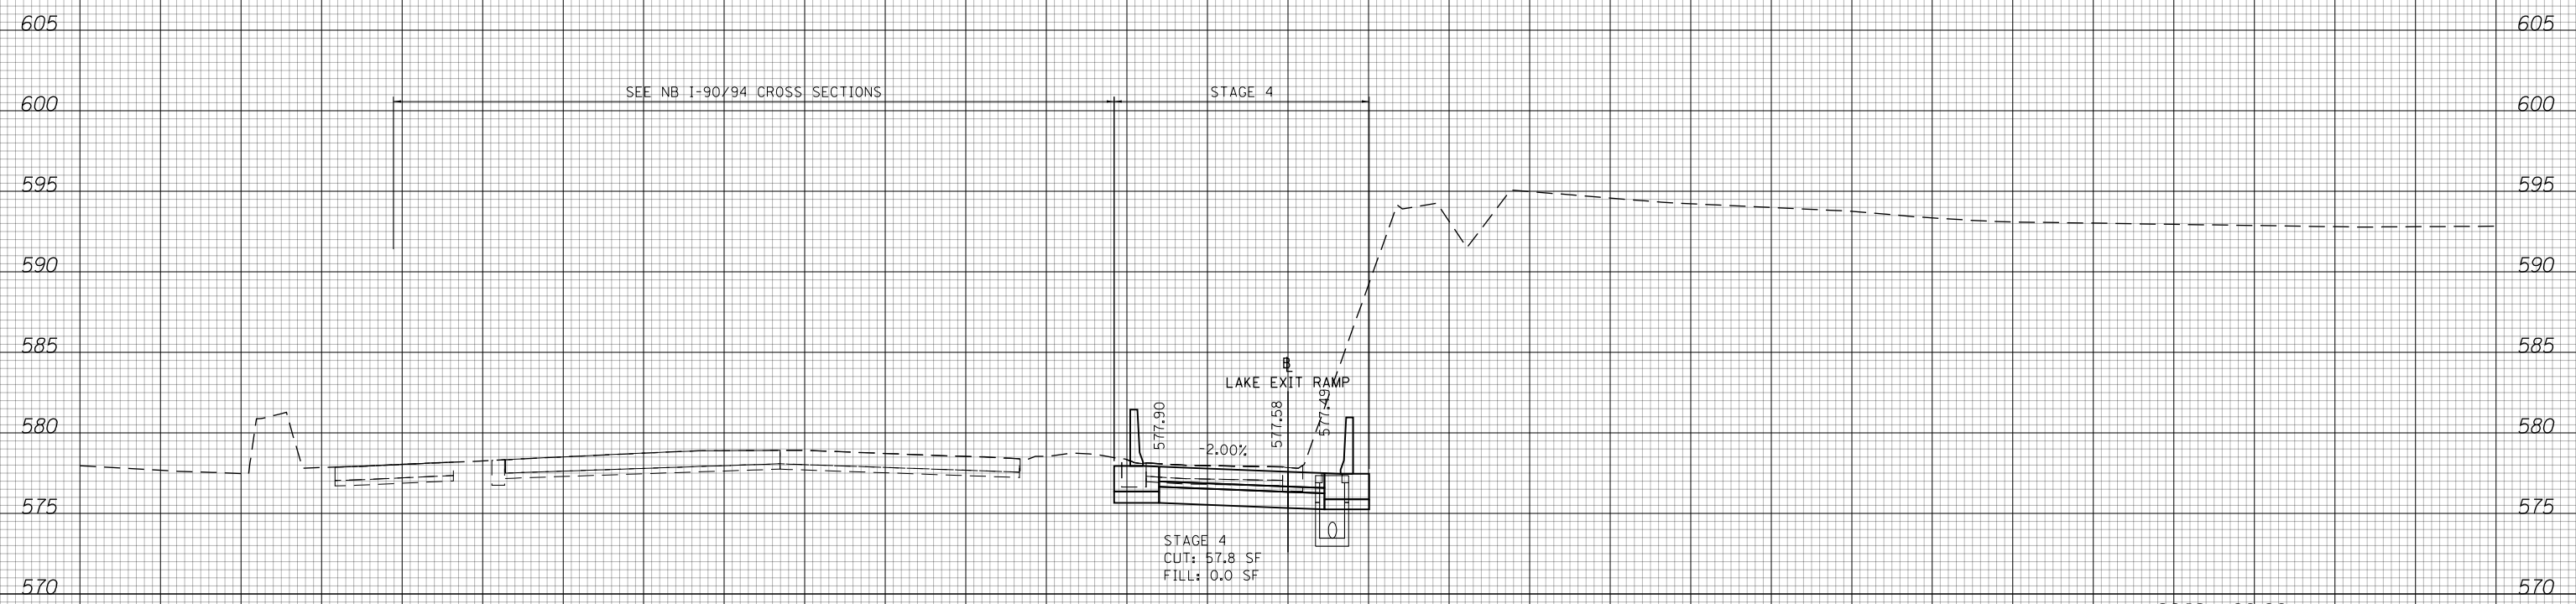 605 605
SEE NB I-90/94 CROSS SECTIONS STAGE 4
600 600
595 595
590 590
585 585
BL
LAKE EXIT RAMP
577.90 577.58 577.49
580 580
-2.00%
575 575
STAGE 4
CUT: 57.8 SF
FILL: 0.0 SF
570 570